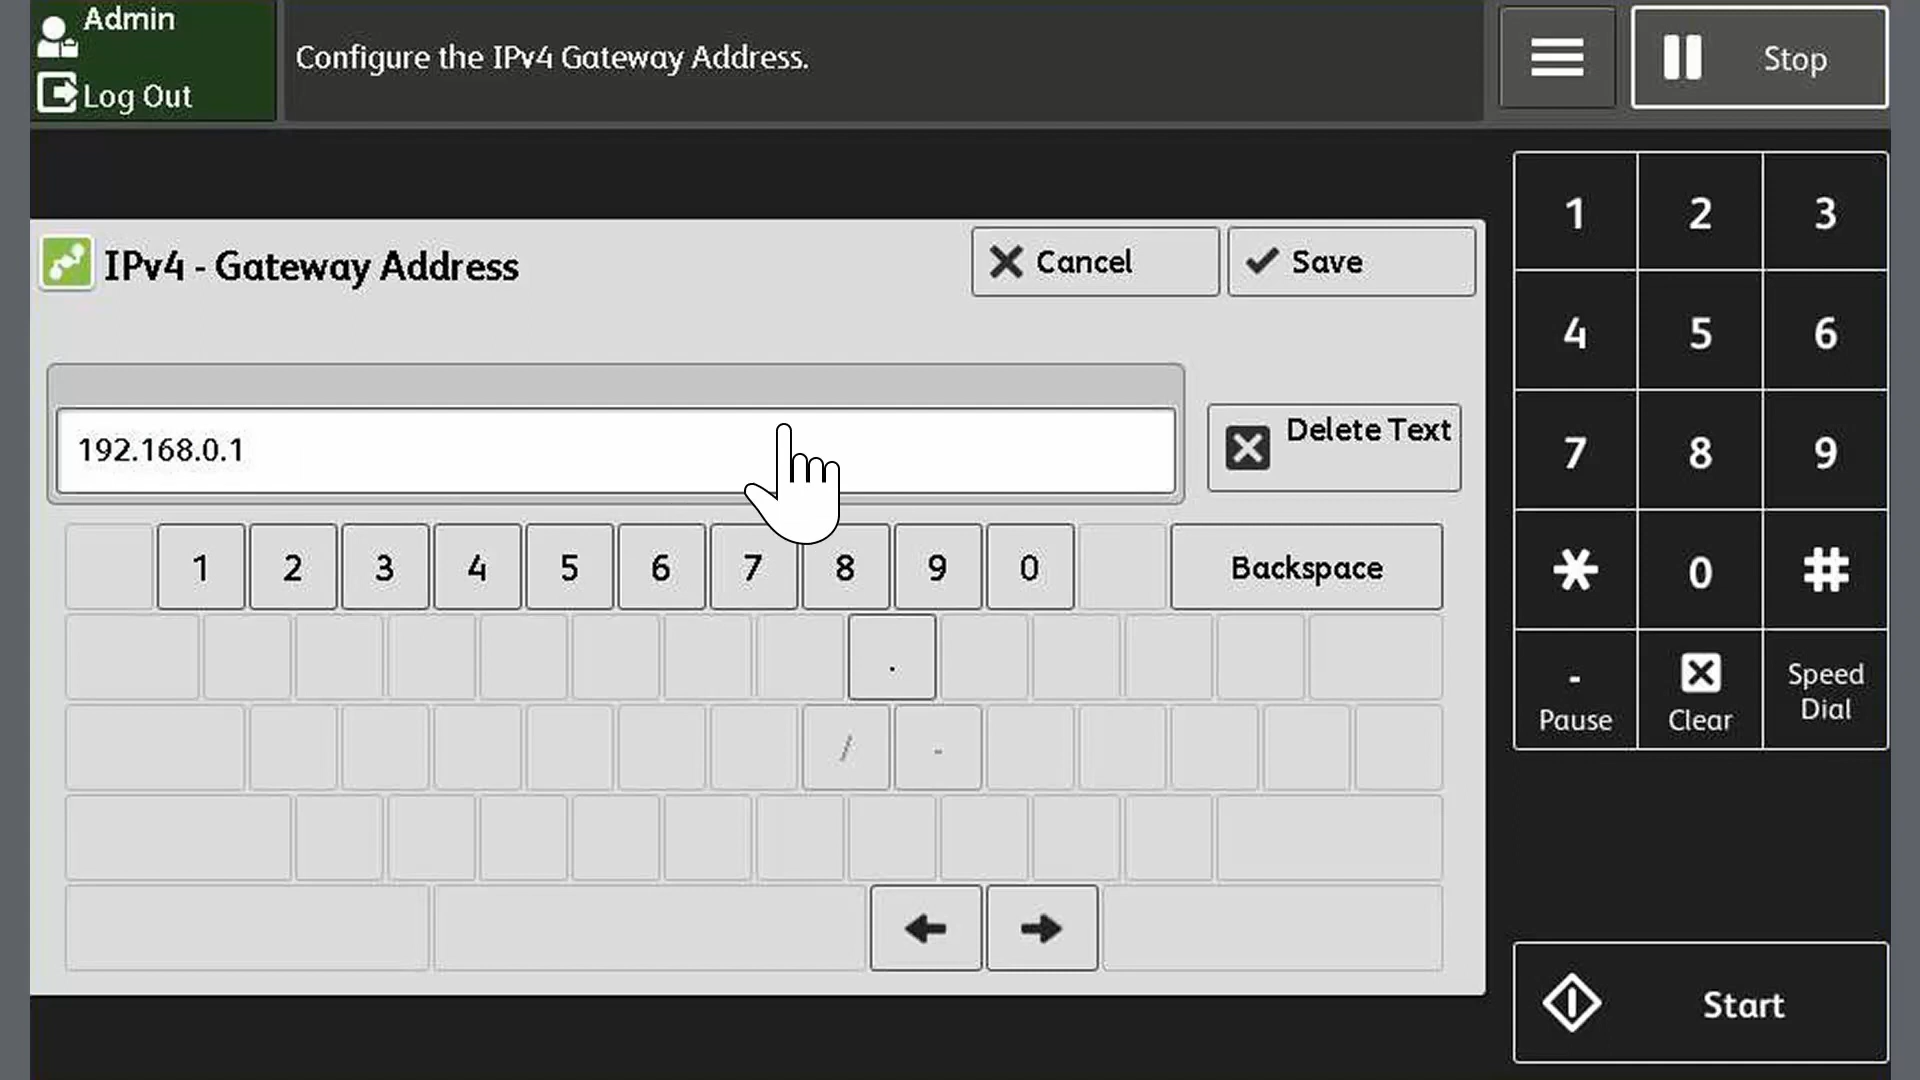 Admin
Log Out
Configure the IPv4 Gateway Address.
Stop
IPv4 - Gateway Address
Cancel
Save
192.168.0.1
Delete Text
1 2 3 4 5 6 7 8 9 0 Backspace
.
/ -
1 2 3
4 5 6
7 8 9
* 0 #
- Pause
Clear
Speed
Dial
Start